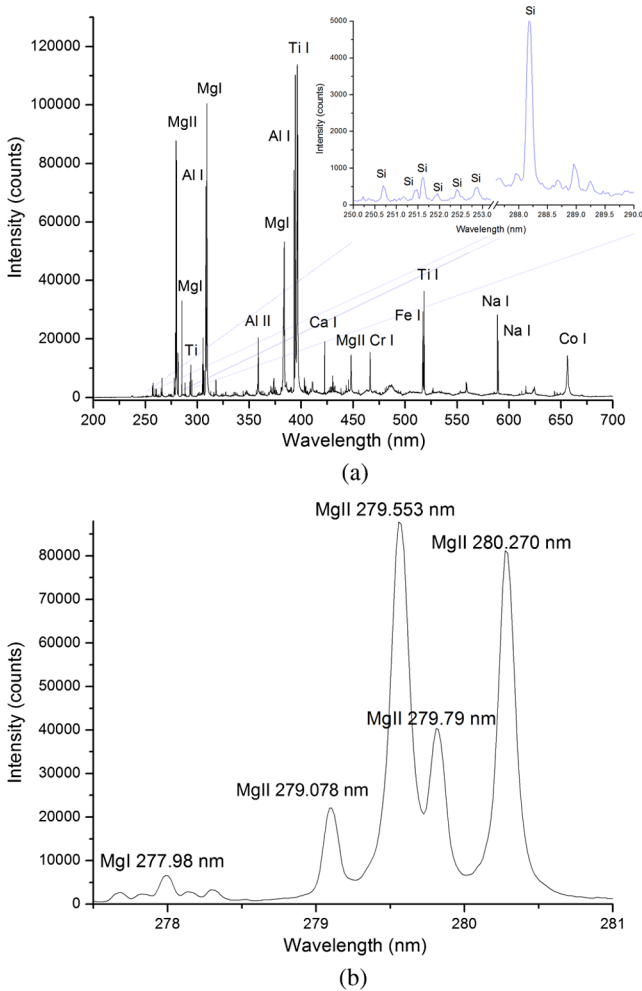 120000
100000
80000
60000
40000
20000
0
Intensity (counts)
200 250 300 350 400 450 500 550 600 650 700
Wavelength (nm)
MgII
MgI
Al I
MgI
Ti
Al II
MgI
Al I
Ti I
Ca I
MgII Cr I
Fe I
Ti I
Na I
Na I
Co I
5000
4000
3000
2000
1000
0
Intensity (counts)
Si
Si
Si
Si
Si
Si
Si
250.0 250.5 251.0 251.5 252.0 252.5 253.0 288.0 288.5 289.0 289.5 290.0
Wavelength (nm)
(a)
80000
70000
60000
50000
40000
30000
20000
10000
0
Intensity (counts)
MgII 279.553 nm
MgII 280.270 nm
MgII 279.79 nm
MgII 279.078 nm
MgI 277.98 nm
278 279 280 281
Wavelength (nm)
(b)